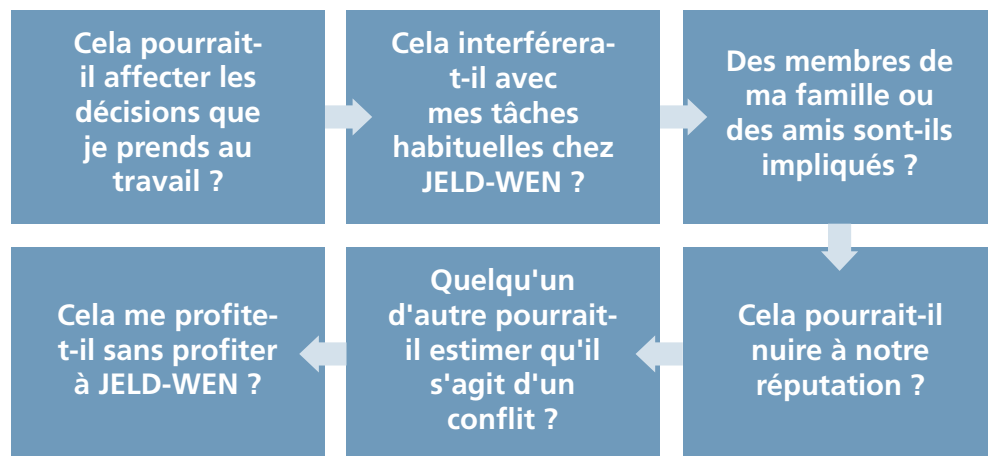 Cela pourrait-
il affecter les
décisions que
je prends au
travail ?
Cela interférera-
t-il avec
mes tâches
habituelles chez
JELD-WEN ?
Des membres de
ma famille ou
des amis sont-ils
impliqués ?
Cela pourrait-il
nuire à notre
réputation ?
Quelqu'un
d'autre pourrait-
il estimer qu'il
s'agit d'un
conflit ?
Cela me profite-
t-il sans profiter
à JELD-WEN ?